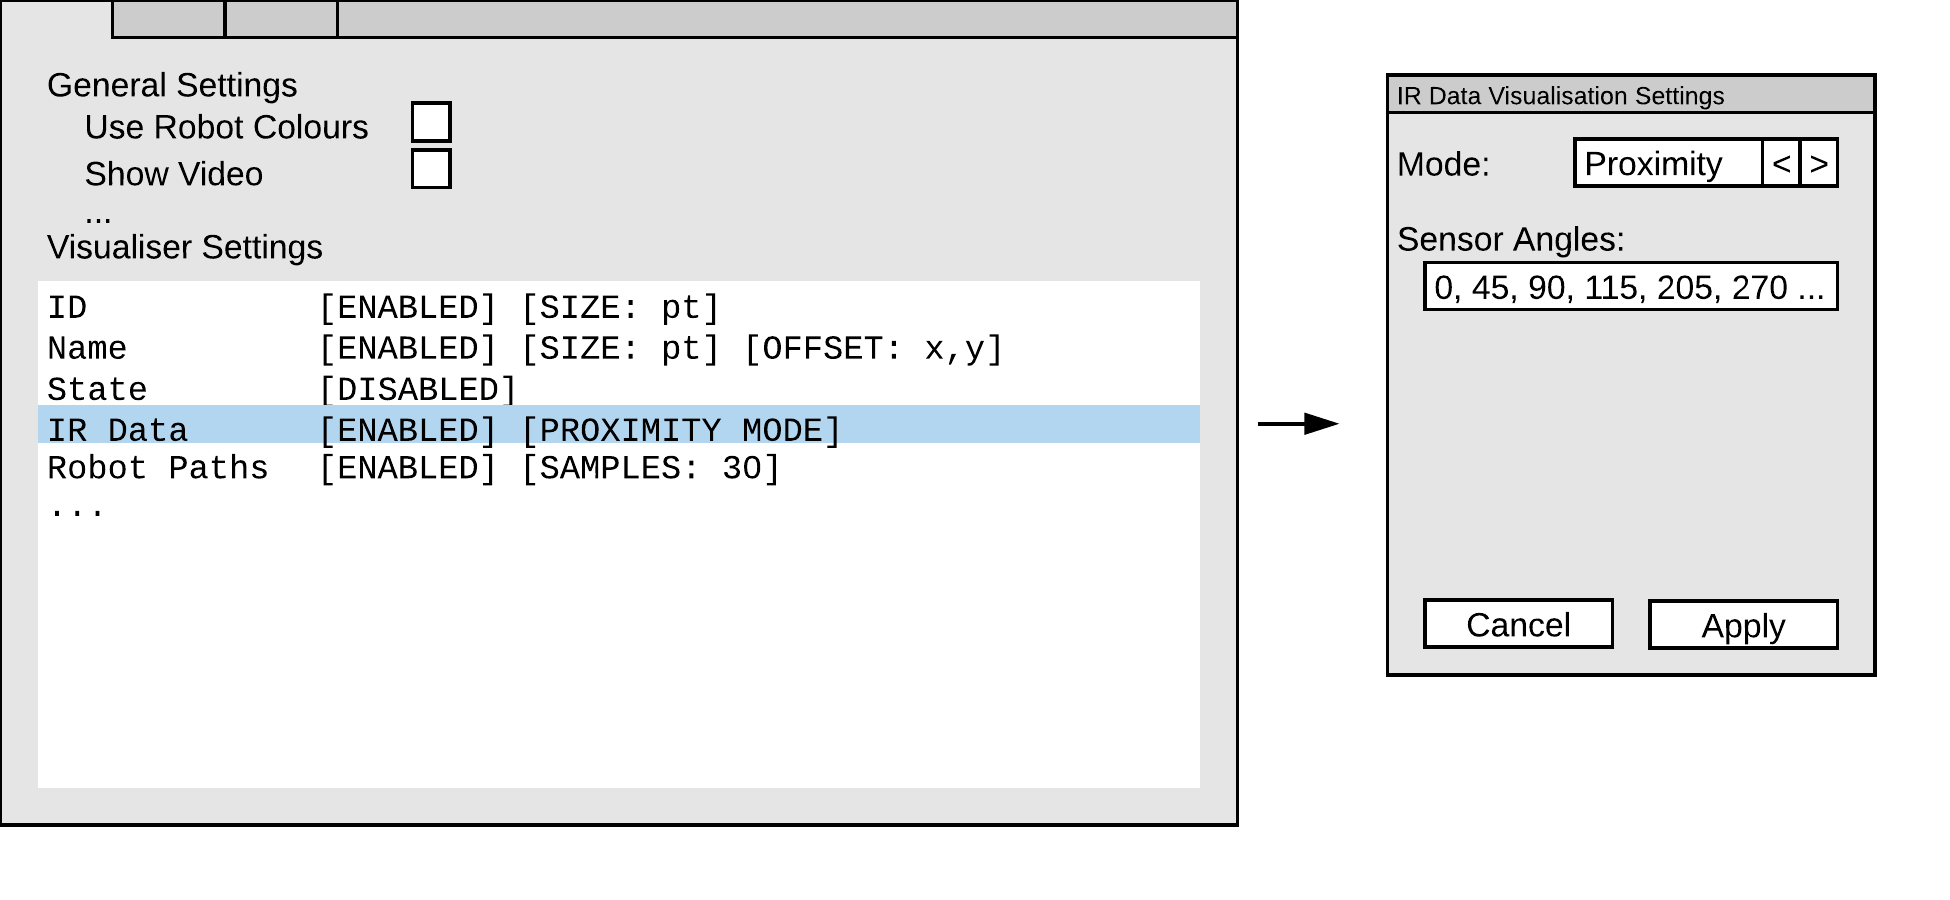 General Settings
Use Robot Colours
Show Video
...
Visualiser Settings
ID [ENABLED] [SIZE: pt]
Name [ENABLED] [SIZE: pt] [OFFSET: x,y]
State [DISABLED]
IR Data [ENABLED] [PROXIMITY MODE]
Robot Paths [ENABLED] [SAMPLES: 30]
...
IR Data Visualisation Settings
Mode: Proximity < >
Sensor Angles:
0, 45, 90, 115, 205, 270 ...
Cancel Apply